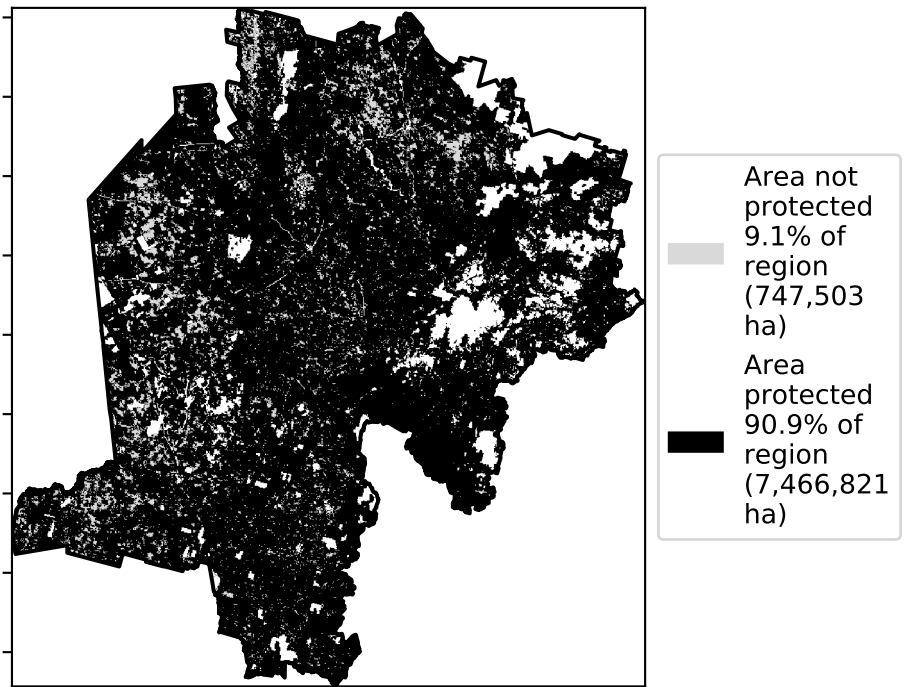 Area not
protected
9.1% of
region
(747,503
ha)
Area
protected
90.9% of
region
(7,466,821
ha)